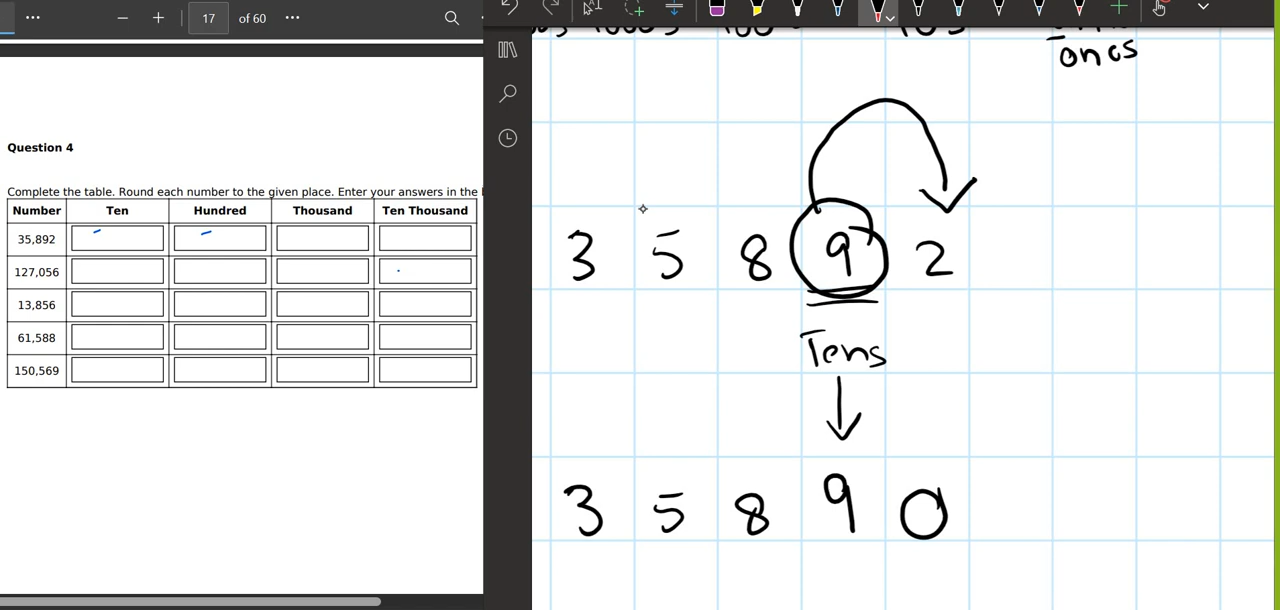 17 of 60
Question 4
Complete the table. Round each number to the given place. Enter your answers in the
Number Ten Hundred Thousand Ten Thousand
35,892
127,056
13,856
61,588
150,569
ones
3 5 8 9 2
Tens
3 5 8 9 0